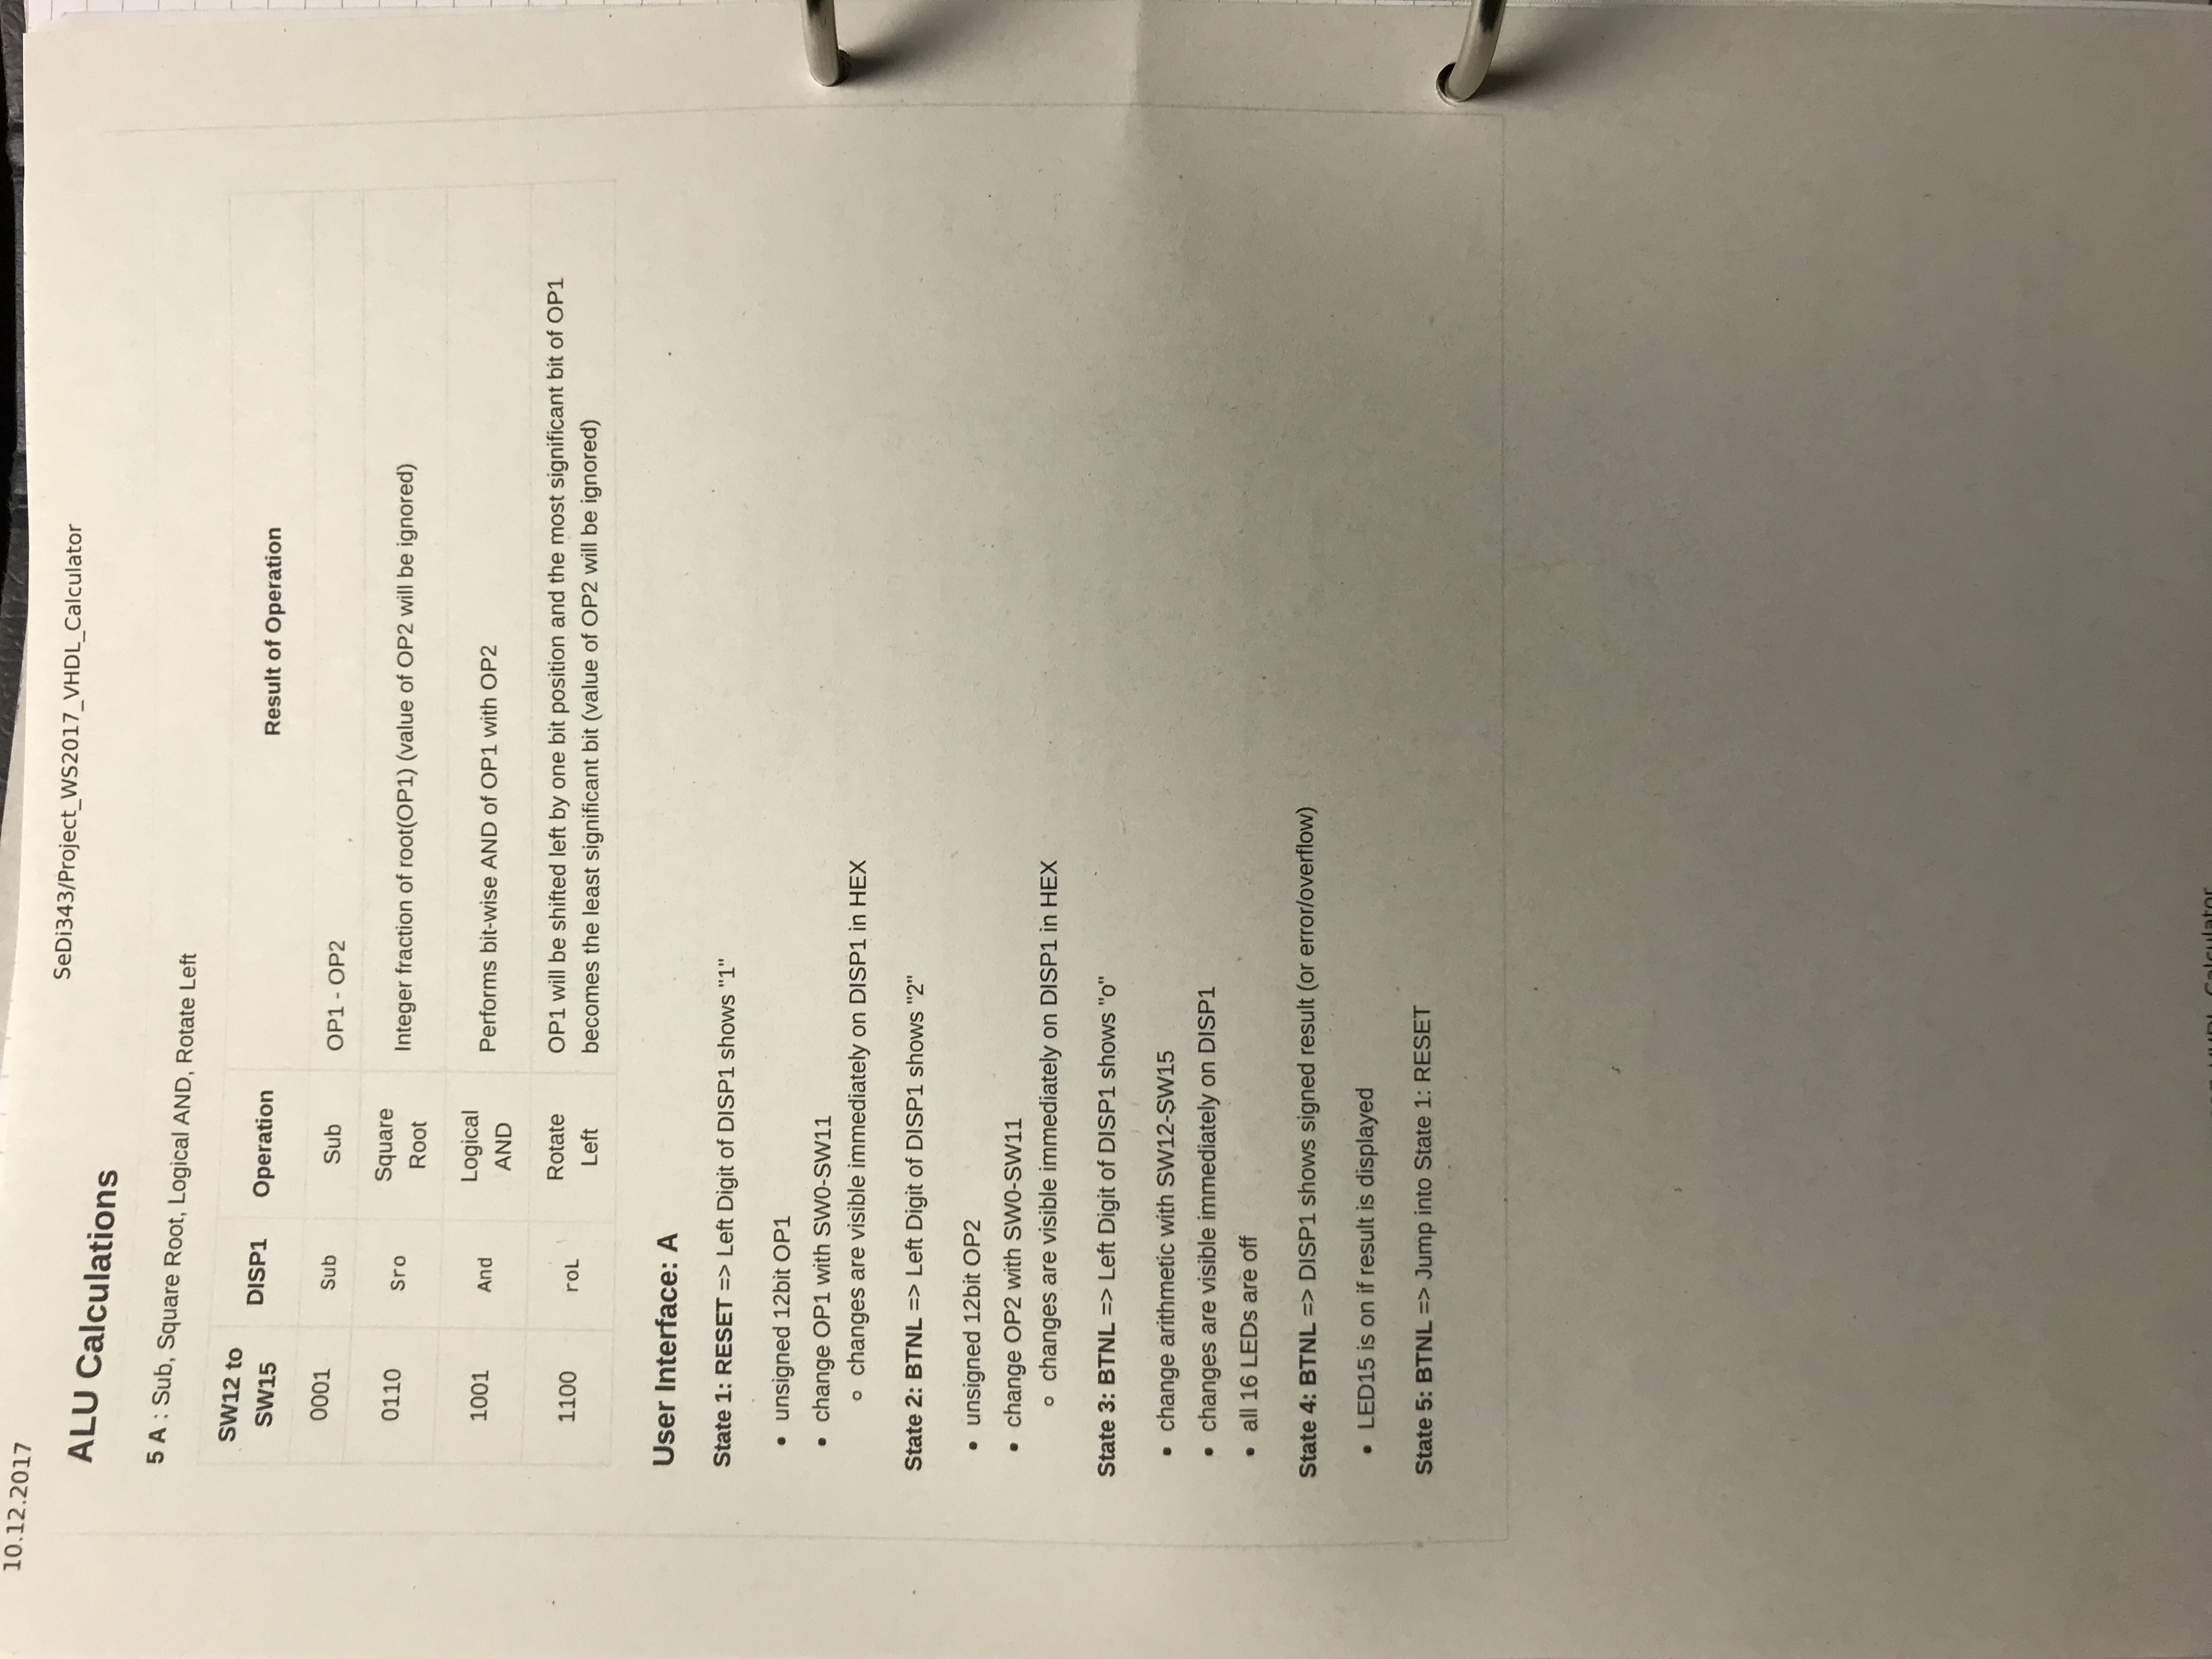 10.12.2017
SeDi343/Project_WS2017_VHDL_Calculator
ALU Calculations
5 A : Sub, Square Root, Logical AND, Rotate Left
SW12 to
SW15
DISP1
Operation
Result of Operation
0001
Sub
Sub
OP1 - OP2
0110
Sro
Square
Root
Integer fraction of root(OP1) (value of OP2 will be ignored)
1001
And
Logical
AND
Performs bit-wise AND of OP1 with OP2
1100
roL
Rotate
Left
OP1 will be shifted left by one bit position and the most significant bit of OP1
becomes the least significant bit (value of OP2 will be ignored)
User Interface: A
State 1: RESET => Left Digit of DISP1 shows "1"
• unsigned 12bit OP1
• change OP1 with SW0-SW11
◦ changes are visible immediately on DISP1 in HEX
State 2: BTNL => Left Digit of DISP1 shows "2"
• unsigned 12bit OP2
• change OP2 with SW0-SW11
◦ changes are visible immediately on DISP1 in HEX
State 3: BTNL => Left Digit of DISP1 shows "o"
• change arithmetic with SW12-SW15
• changes are visible immediately on DISP1
• all 16 LEDs are off
State 4: BTNL => DISP1 shows signed result (or error/overflow)
• LED15 is on if result is displayed
State 5: BTNL => Jump into State 1: RESET
VHDL_Calculator